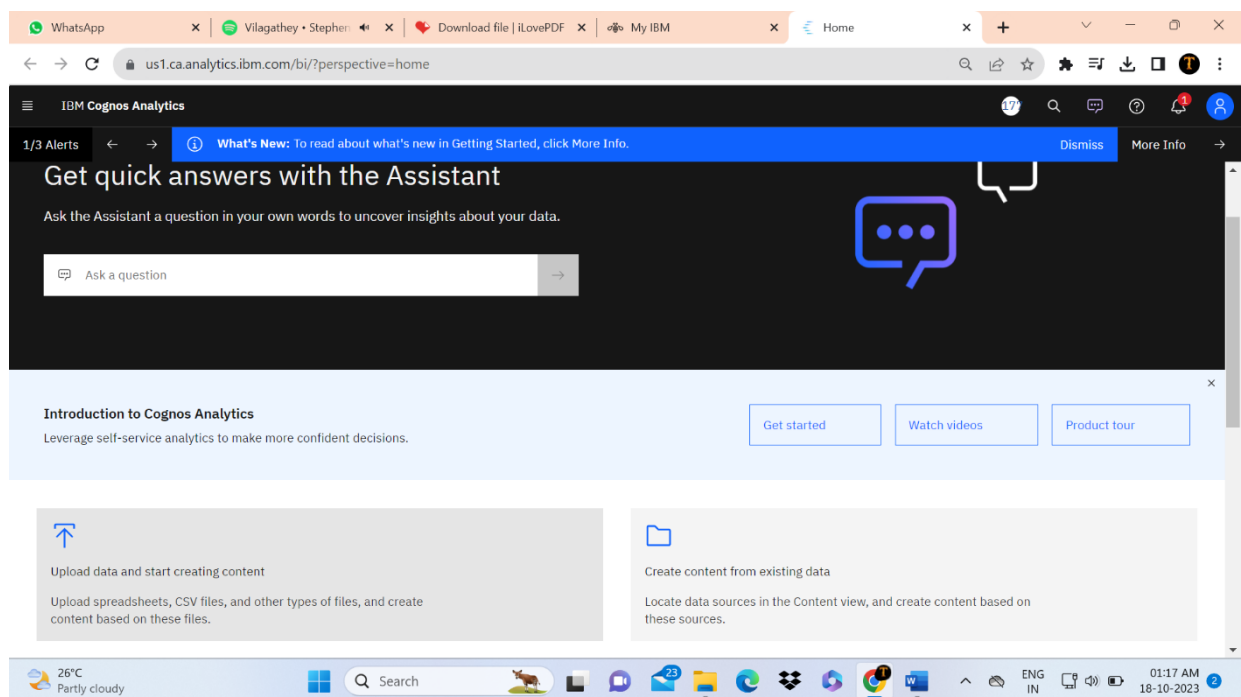 WhatsApp
Vilagathey • Stephen
Download file | iLovePDF
My IBM
Home
us1.ca.analytics.ibm.com/bi/?perspective=home
T
IBM Cognos Analytics
17?
1
1/3 Alerts
What's New: To read about what's new in Getting Started, click More Info.
Dismiss
More Info
Get quick answers with the Assistant
Ask the Assistant a question in your own words to uncover insights about your data.
Ask a question
Introduction to Cognos Analytics
Leverage self-service analytics to make more confident decisions.
Get started
Watch videos
Product tour
Upload data and start creating content
Upload spreadsheets, CSV files, and other types of files, and create
content based on these files.
Create content from existing data
Locate data sources in the Content view, and create content based on
these sources.
26°C
Partly cloudy
Search
23
T
W
ENG
IN
01:17 AM
18-10-2023
2